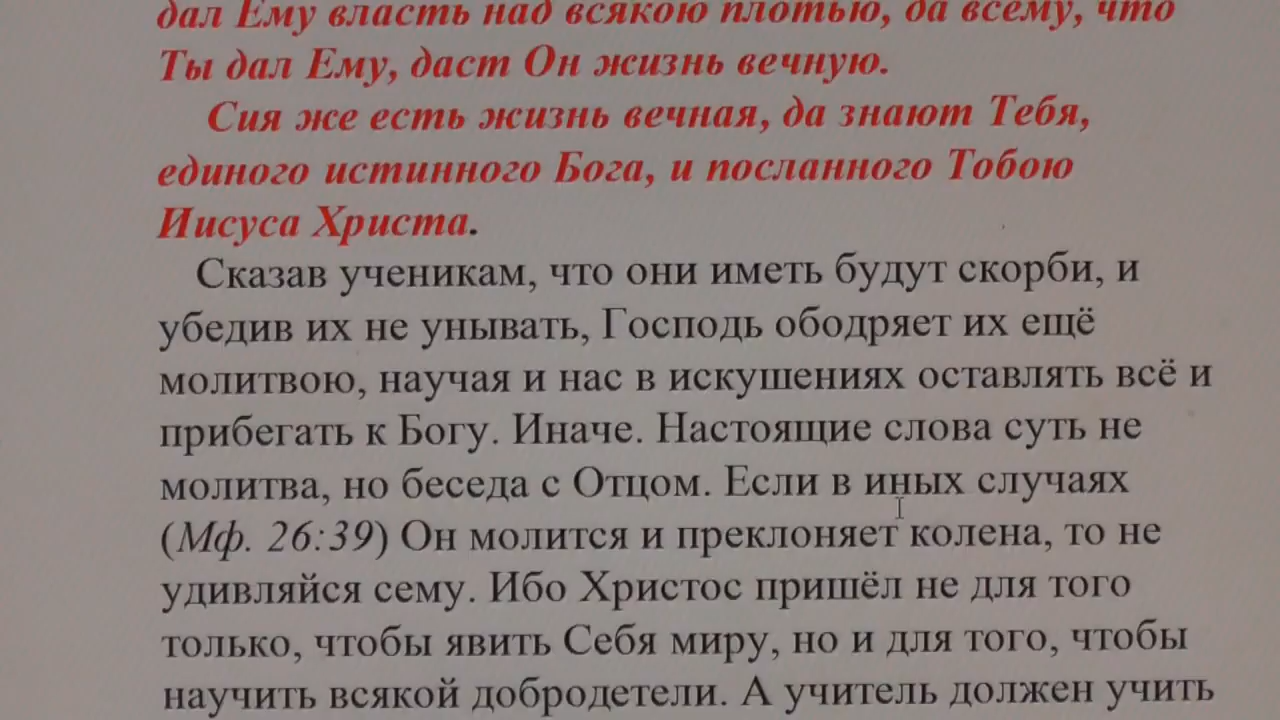 дал Ему власть над всякою плотью, да всему, что
Ты дал Ему, даст Он жизнь вечную.
Сия же есть жизнь вечная, да знают Тебя,
единого истинного Бога, и посланного Тобою
Иисуса Христа.
Сказав ученикам, что они иметь будут скорби, и
убедив их не унывать, Господь ободряет их ещё
молитвою, научая и нас в искушениях оставлять всё и
прибегать к Богу. Иначе. Настоящие слова суть не
молитва, но беседа с Отцом. Если в иных случаях
(Мф. 26:39) Он молится и преклоняет колена, то не
удивляйся сему. Ибо Христос пришёл не для того
только, чтобы явить Себя миру, но и для того, чтобы
научить всякой добродетели. А учитель должен учить